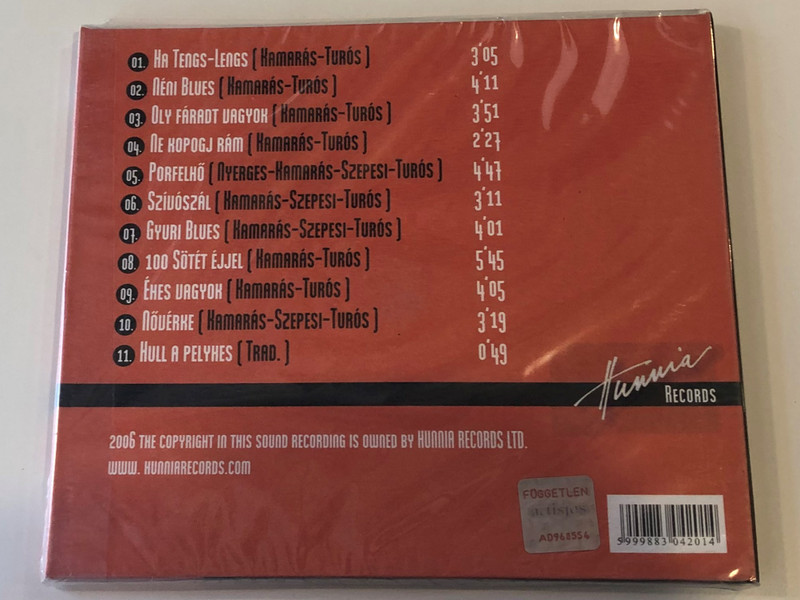 01. Ha Tengs-Lengs (Kamarás-Turós) 3'05
02. Néni Blues (Kamarás-Turós) 4'11
03. Oly fáradt vagyok (Kamarás-Turós) 3'51
04. Ne kopogj rám (Kamarás-Turós) 2'27
05. Porfelhő (Nyerges-Kamarás-Szepesi-Turós) 4'47
06. Szívószál (Kamarás-Szepesi-Turós) 3'11
07. Gyuri Blues (Kamarás-Szepesi-Turós) 4'01
08. 100 Sötét éjjel (Kamarás-Turós) 5'45
09. Éhes vagyok (Kamarás-Turós) 4'05
10. Nővérke (Kamarás-Szepesi-Turós) 3'19
11. Hull a pelyhes (Trad.) 0'49
Hunnia
Records
2006 the copyright in this sound recording is owned by HUNNIA RECORDS LTD.
www. hunniarecords.com
FÜGGETLEN
artisjus
AD968354
5999883 042014